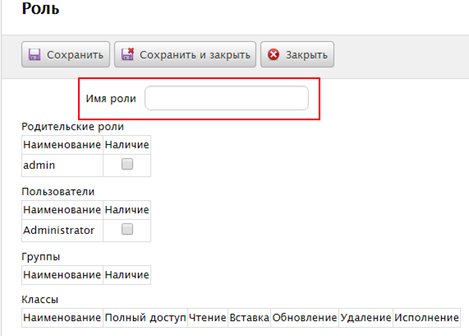 Роль
Сохранить Сохранить и закрыть Закрыть
Имя роли
Родительские роли
Наименование Наличие
admin
Пользователи
Наименование Наличие
Administrator
Группы
Наименование Наличие
Классы
Наименование Полный доступ Чтение Вставка Обновление Удаление Исполнение